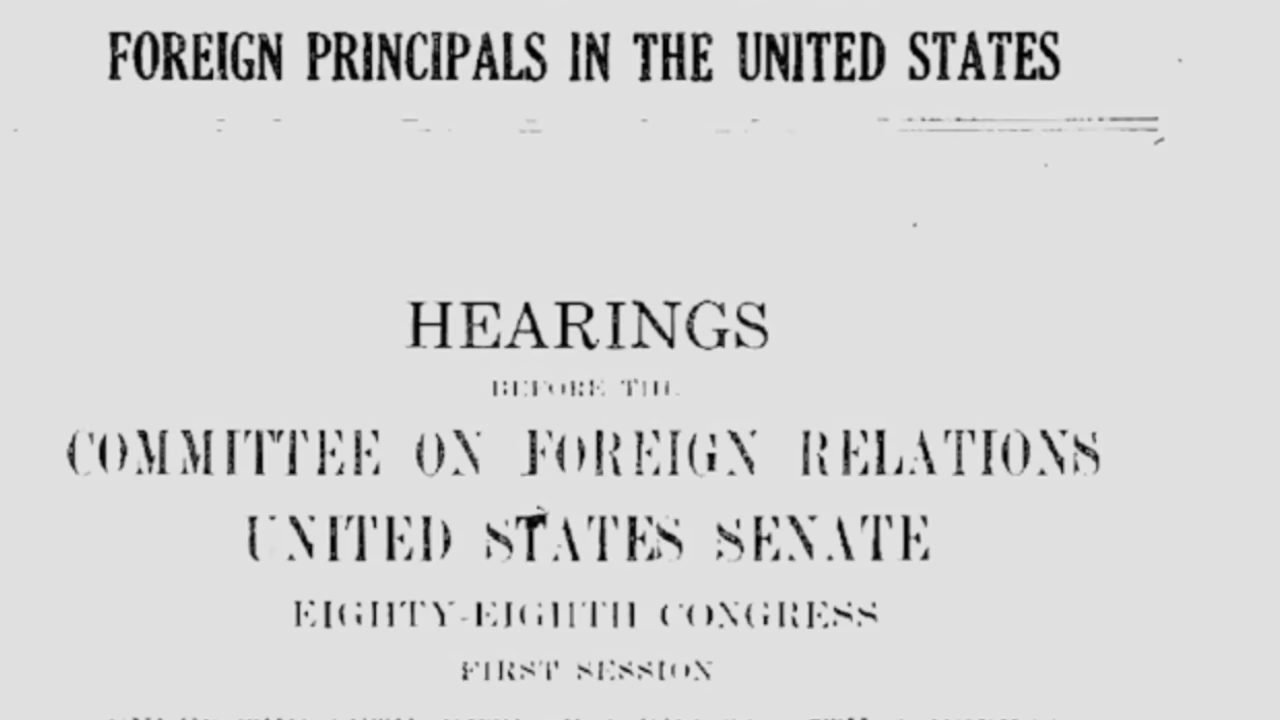 FOREIGN PRINCIPALS IN THE UNITED STATES
HEARINGS
BEFORE THE
COMMITTEE ON FOREIGN RELATIONS
UNITED STATES SENATE
EIGHTY-EIGHTH CONGRESS
FIRST SESSION